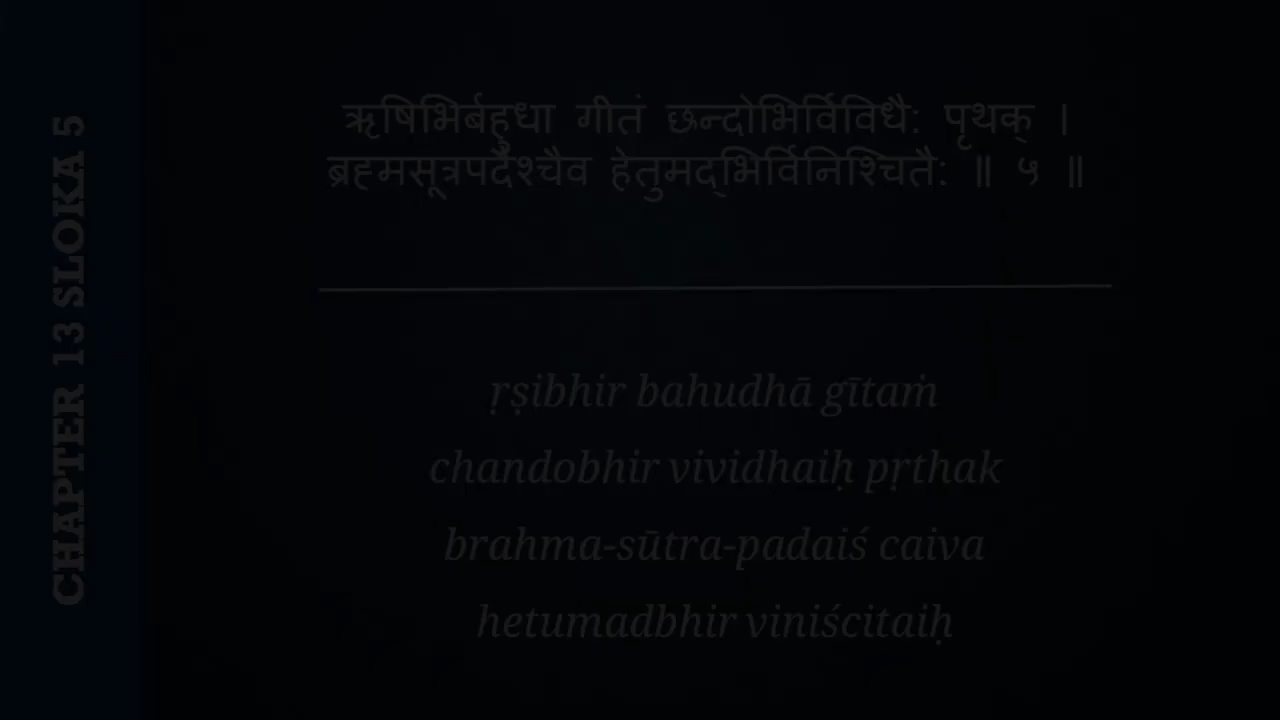 CHAPTER 13 SLOKA 5
ऋषिभिर्बहुधा गीतं छन्दोभिर्विविधैः पृथक् ।
ब्रह्मसूत्रपदैश्चैव हेतुमद्भिर्विनिश्चितैः ॥ ५ ॥
ṛṣibhir bahudhā gītaṁ
chandobhir vividhaiḥ pṛthak
brahma-sūtra-padaiś caiva
hetumadbhir viniścitaiḥ